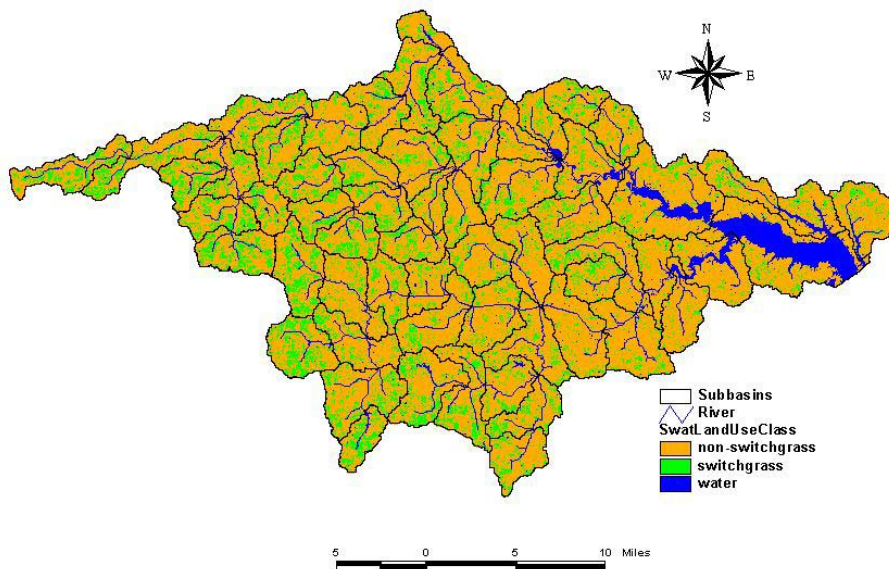 N
W E
S
Subbasins
River
SwatLandUseClass
non-switchgrass
switchgrass
water
5 0 5 10 Miles